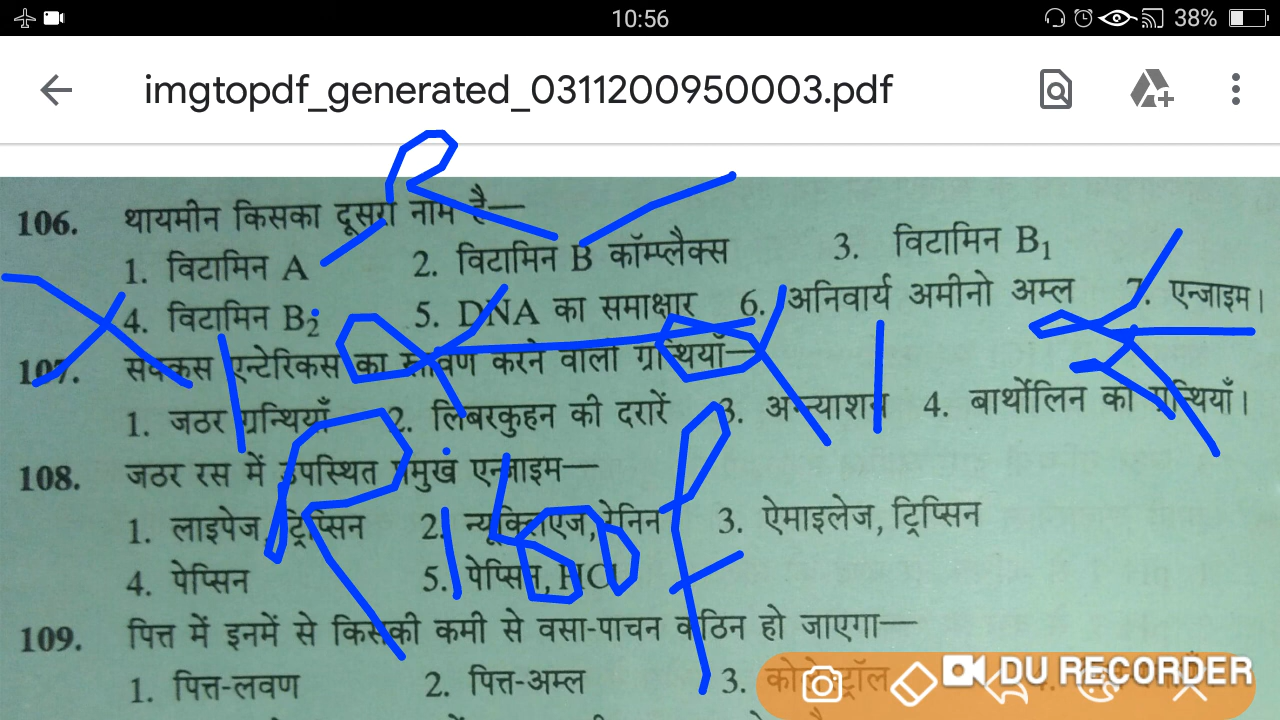 10:56
38%
imgtopdf_generated_0311200950003.pdf
106. थायमीन किसका दूसरा नाम है—
1. विटामिन A 2. विटामिन B कॉम्प्लैक्स 3. विटामिन B₁
4. विटामिन B₂ 5. DNA का समाक्षार 6. अनिवार्य अमीनो अम्ल 7. एन्जाइम।
107. सक्कस एन्टेरिकस का स्रावण करने वाली ग्रन्थियाँ—
1. जठर ग्रन्थियाँ 2. लिबरकुहन की दरारें 3. अग्न्याशय 4. बार्थोलिन की ग्रन्थियाँ।
108. जठर रस में उपस्थित प्रमुख एन्जाइम—
1. लाइपेज, ट्रिप्सिन 2. न्यूक्लिएज, रेनिन 3. ऐमाइलेज, ट्रिप्सिन
4. पेप्सिन 5. पेप्सिन, HCl
Ribof
109. पित्त में इनमें से किसकी कमी से वसा-पाचन कठिन हो जाएगा—
1. पित्त-लवण 2. पित्त-अम्ल 3. कोलेस्ट्रॉल 4.
DU RECORDER